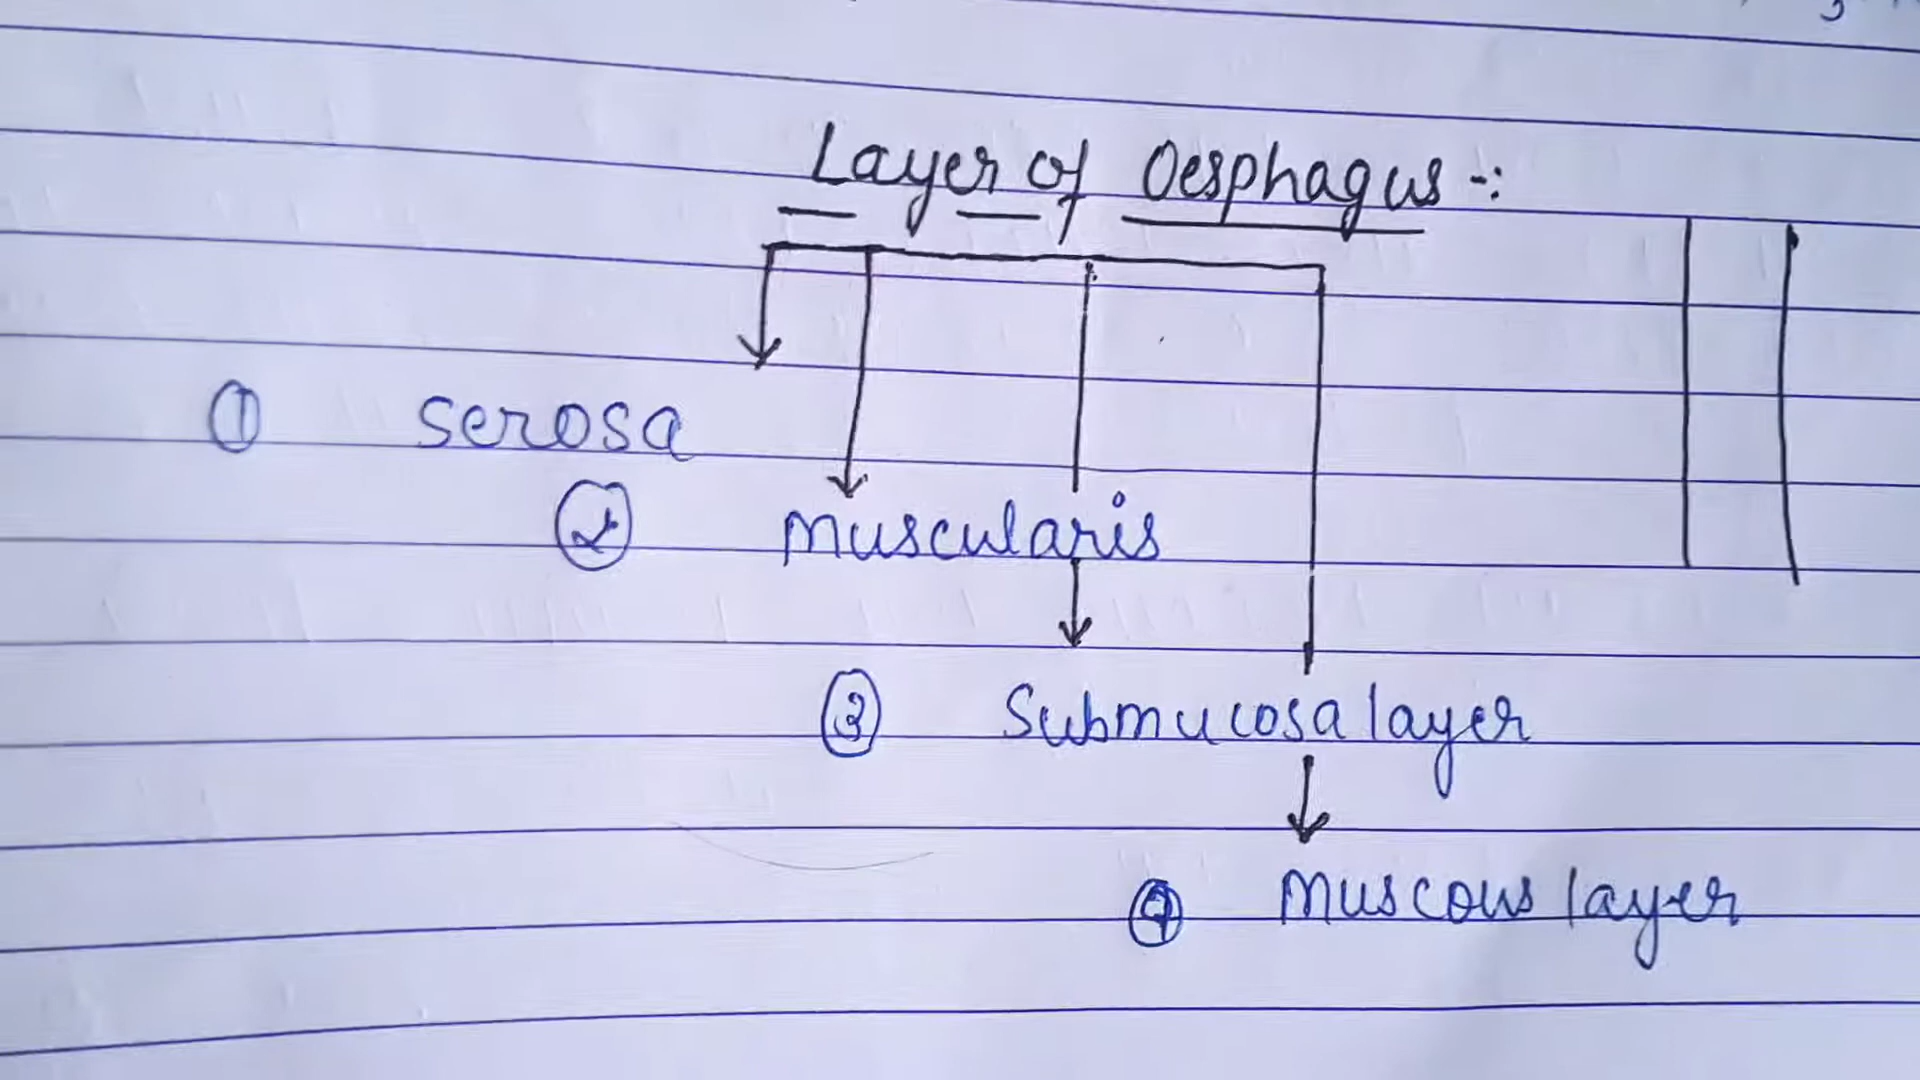 Layer of Oesphagus -:
① serosa
② muscularis
③ Submucosa layer
④ Muscous layer